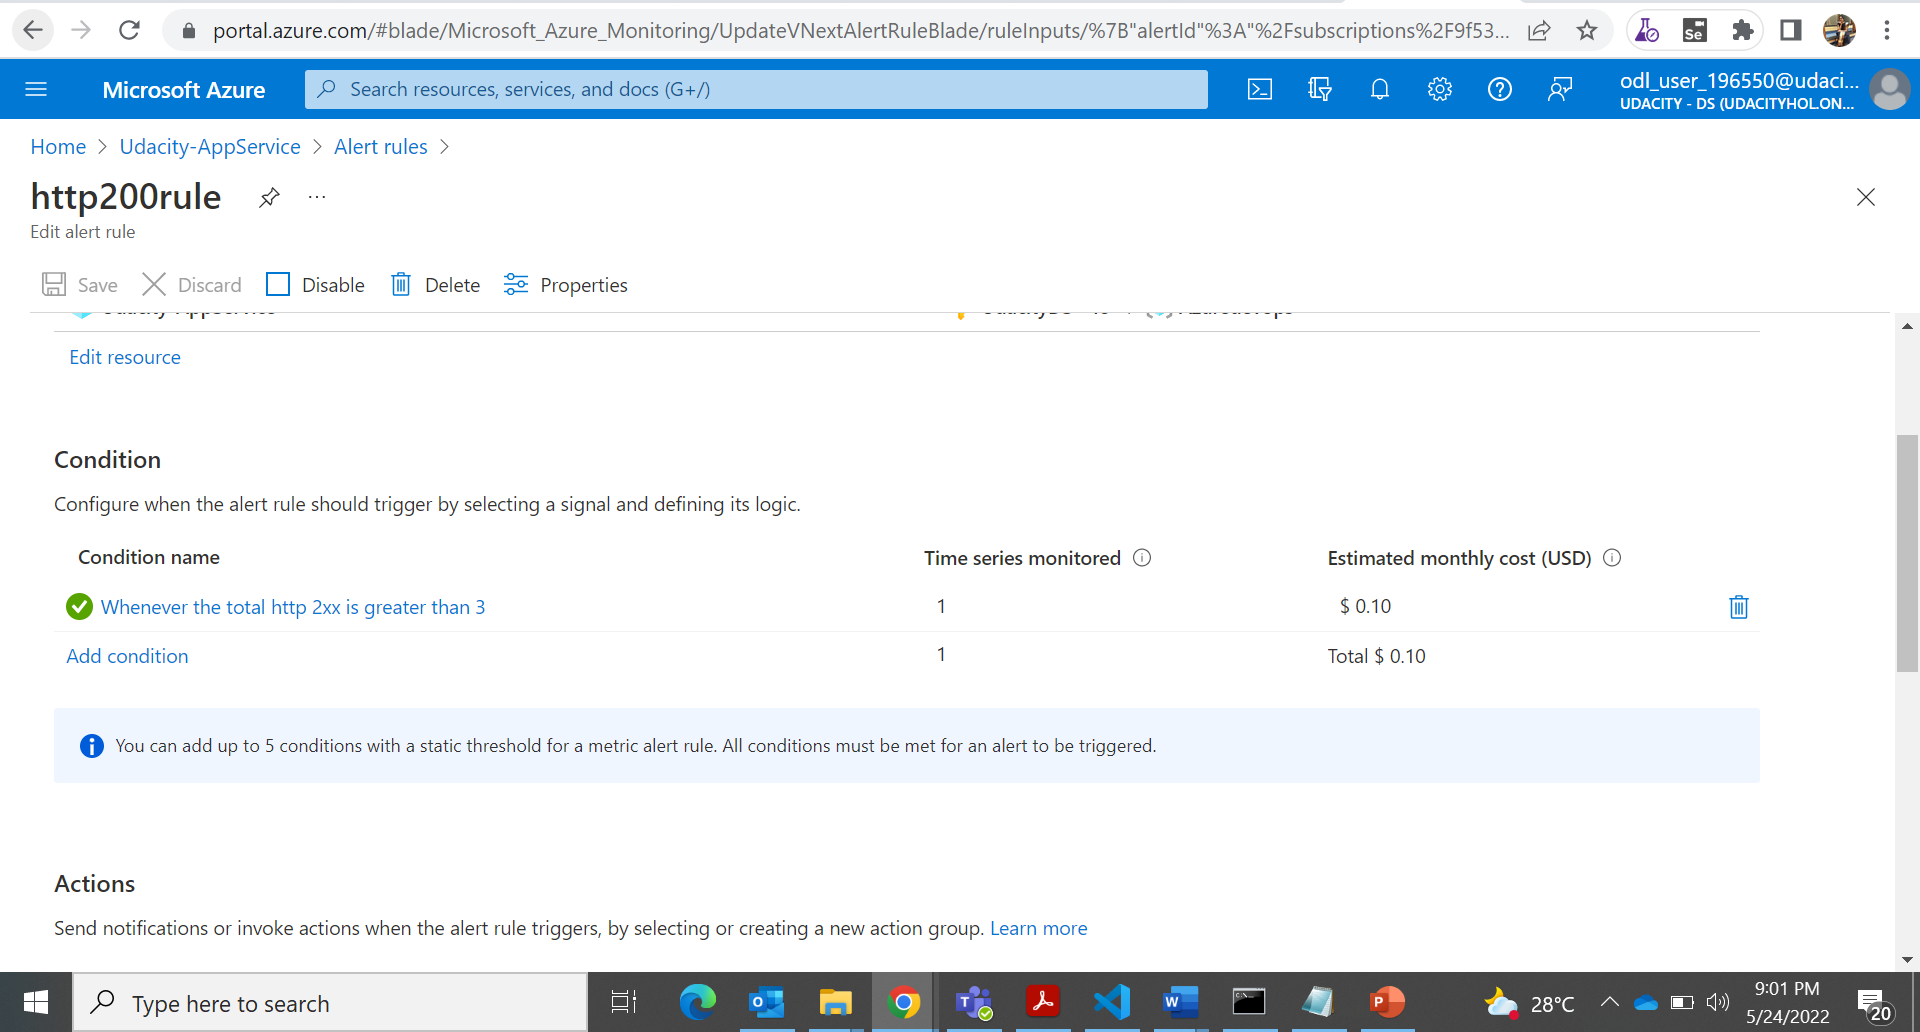 portal.azure.com/#blade/Microsoft_Azure_Monitoring/UpdateVNextAlertRuleBlade/ruleInputs/%7B"alertId"%3A"%2Fsubscriptions%2F9f53...
Se
Microsoft Azure
Search resources, services, and docs (G+/)
odl_user_196550@udaci...
UDACITY - DS (UDACITYHOL.ON...
Home > Udacity-AppService > Alert rules >
http200rule
...
Edit alert rule
Save Discard Disable Delete Properties
Edit resource
Condition
Configure when the alert rule should trigger by selecting a signal and defining its logic.
Condition name Time series monitored Estimated monthly cost (USD)
Whenever the total http 2xx is greater than 3 1 $ 0.10
Add condition 1 Total $ 0.10
You can add up to 5 conditions with a static threshold for a metric alert rule. All conditions must be met for an alert to be triggered.
Actions
Send notifications or invoke actions when the alert rule triggers, by selecting or creating a new action group. Learn more
Type here to search
28°C
9:01 PM
5/24/2022
20